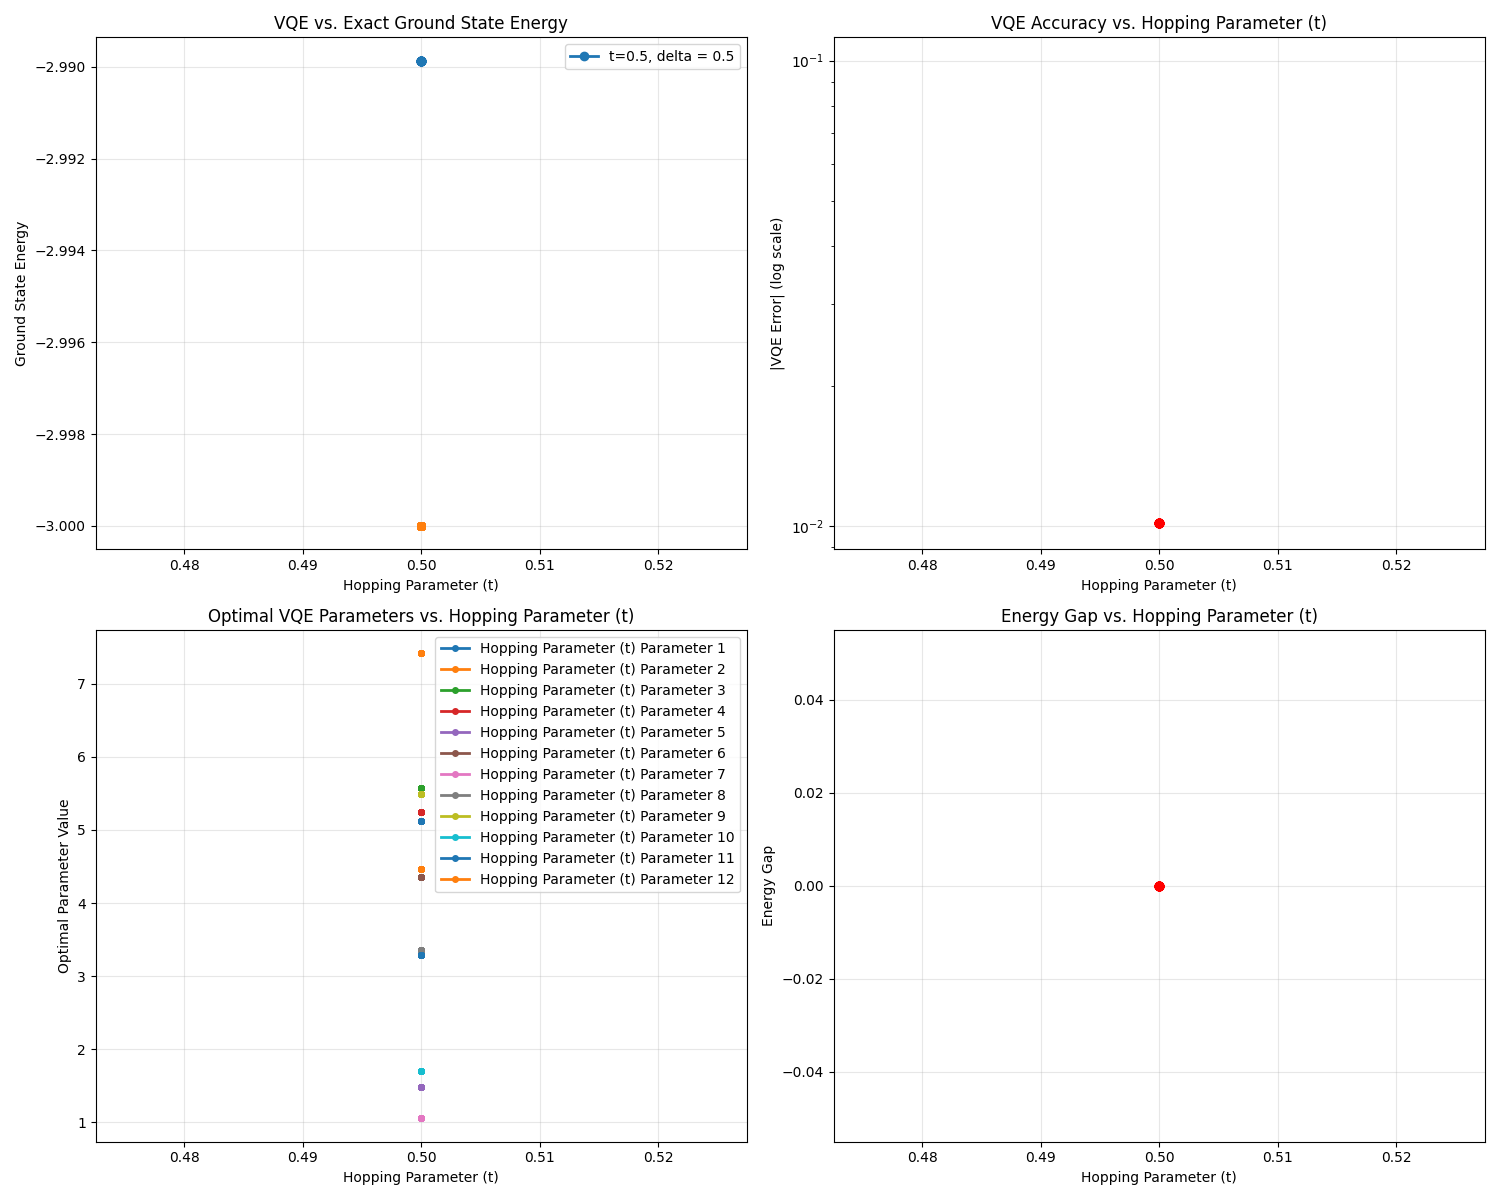 VQE vs. Exact Ground State Energy
t=0.5, delta = 0.5
Ground State Energy
−2.990
−2.992
−2.994
−2.996
−2.998
−3.000
0.48
0.49
0.50
0.51
0.52
Hopping Parameter (t)
VQE Accuracy vs. Hopping Parameter (t)
|VQE Error| (log scale)
10⁻¹
10⁻²
0.48
0.49
0.50
0.51
0.52
Hopping Parameter (t)
Optimal VQE Parameters vs. Hopping Parameter (t)
Hopping Parameter (t) Parameter 1
Hopping Parameter (t) Parameter 2
Hopping Parameter (t) Parameter 3
Hopping Parameter (t) Parameter 4
Hopping Parameter (t) Parameter 5
Hopping Parameter (t) Parameter 6
Hopping Parameter (t) Parameter 7
Hopping Parameter (t) Parameter 8
Hopping Parameter (t) Parameter 9
Hopping Parameter (t) Parameter 10
Hopping Parameter (t) Parameter 11
Hopping Parameter (t) Parameter 12
Optimal Parameter Value
7
6
5
4
3
2
1
0.48
0.49
0.50
0.51
0.52
Hopping Parameter (t)
Energy Gap vs. Hopping Parameter (t)
Energy Gap
0.04
0.02
0.00
−0.02
−0.04
0.48
0.49
0.50
0.51
0.52
Hopping Parameter (t)